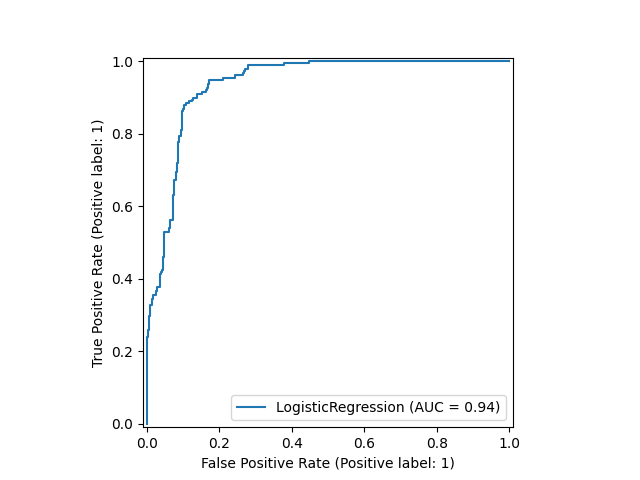 1.0
0.8
0.6
0.4
0.2
0.0
True Positive Rate (Positive label: 1)
LogisticRegression (AUC = 0.94)
0.0 0.2 0.4 0.6 0.8 1.0
False Positive Rate (Positive label: 1)